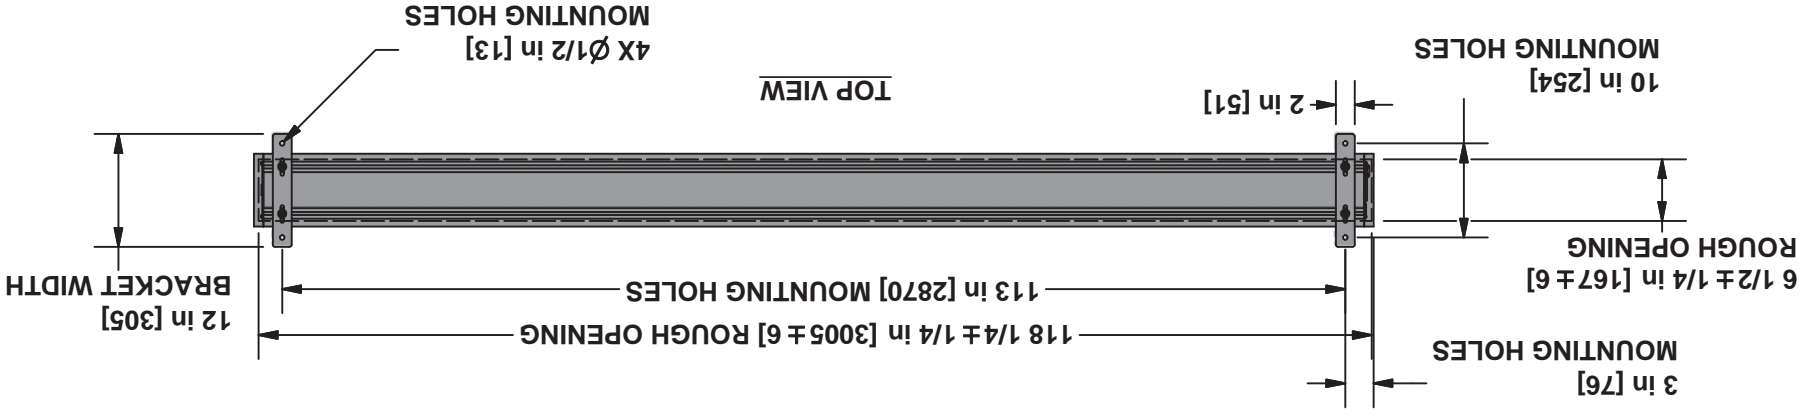 3 in [76]
MOUNTING HOLES
118 1/4 ± 1/4 in [3005 ± 6] ROUGH OPENING
12 in [305]
BRACKET WIDTH
113 in [2870] MOUNTING HOLES
6 1/2 ± 1/4 in [167 ± 6]
ROUGH OPENING
2 in [51]
10 in [254]
MOUNTING HOLES
TOP VIEW
4X Ø1/2 in [13]
MOUNTING HOLES